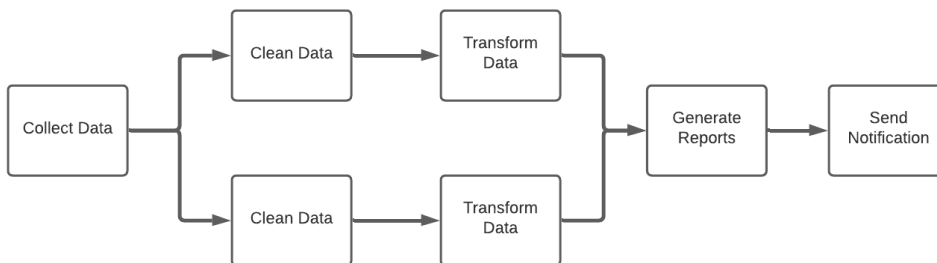 Clean Data
Transform
Data
Collect Data
Generate
Reports
Send
Notification
Clean Data
Transform
Data